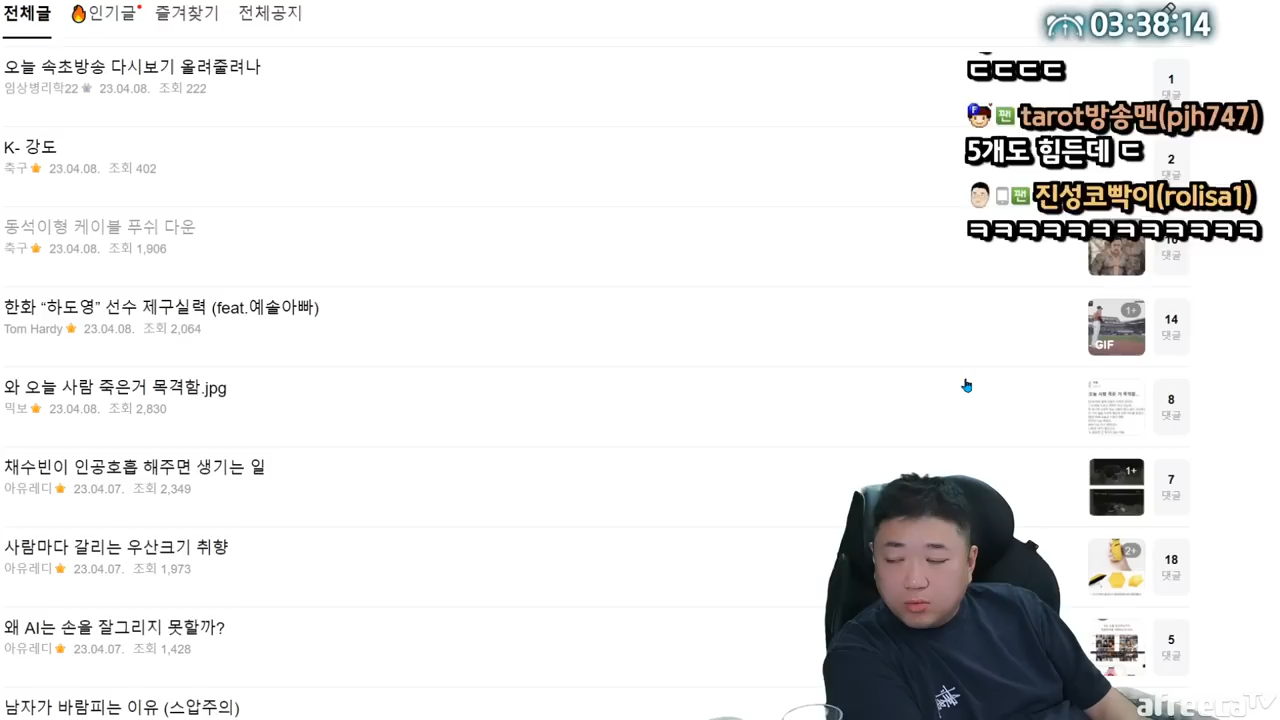 전체글 🔥인기글 즐겨찾기 전체공지
03:38:14
오늘 속초방송 다시보기 올려줄려나
임상병리학22 23.04.08. 조회 222
1
댓글
ㄷㄷㄷㄷ
K- 강도
축구 23.04.08. 조회 402
2
댓글
tarot방송맨(pjh747)
5개도 힘든데 ㄷ
동석이형 케이블 푸쉬 다운
축구 23.04.08. 조회 1,906
댓글
진성코빡이(rolisa1)
ㅋㅋㅋㅋㅋㅋㅋㅋㅋㅋㅋ
한화 “하도영” 선수 제구실력 (feat.예솔아빠)
Tom Hardy 23.04.08. 조회 2,064
1+
GIF
14
댓글
와 오늘 사람 죽은거 목격함.jpg
믹보 23.04.08. 조회 2,830
8
댓글
채수빈이 인공호흡 해주면 생기는 일
아유레디 23.04.07. 조회 2,349
1+
7
댓글
사람마다 갈리는 우산크기 취향
아유레디 23.04.07. 조회 1,973
2+
18
댓글
왜 AI는 손을 잘그리지 못할까?
아유레디 23.04.07. 조회 1,428
5
댓글
남자가 바람피는 이유 (스압주의)
afreecaTV